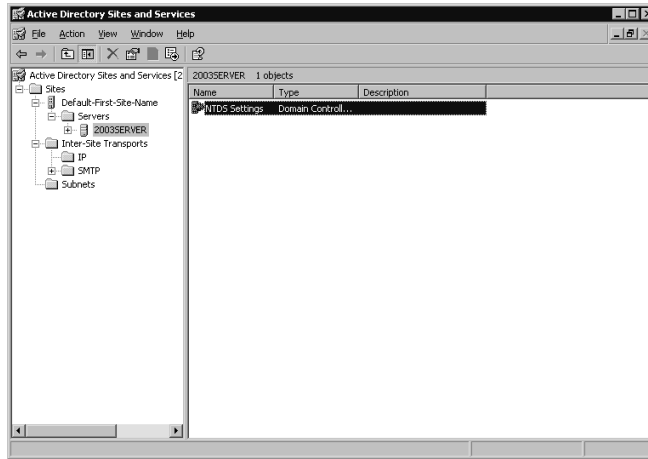 Active Directory Sites and Services
File Action View Window Help
Active Directory Sites and Services [2
Sites
Default-First-Site-Name
Servers
2003SERVER
Inter-Site Transports
IP
SMTP
Subnets
2003SERVER 1 objects
Name Type Description
NTDS Settings Domain Controll...